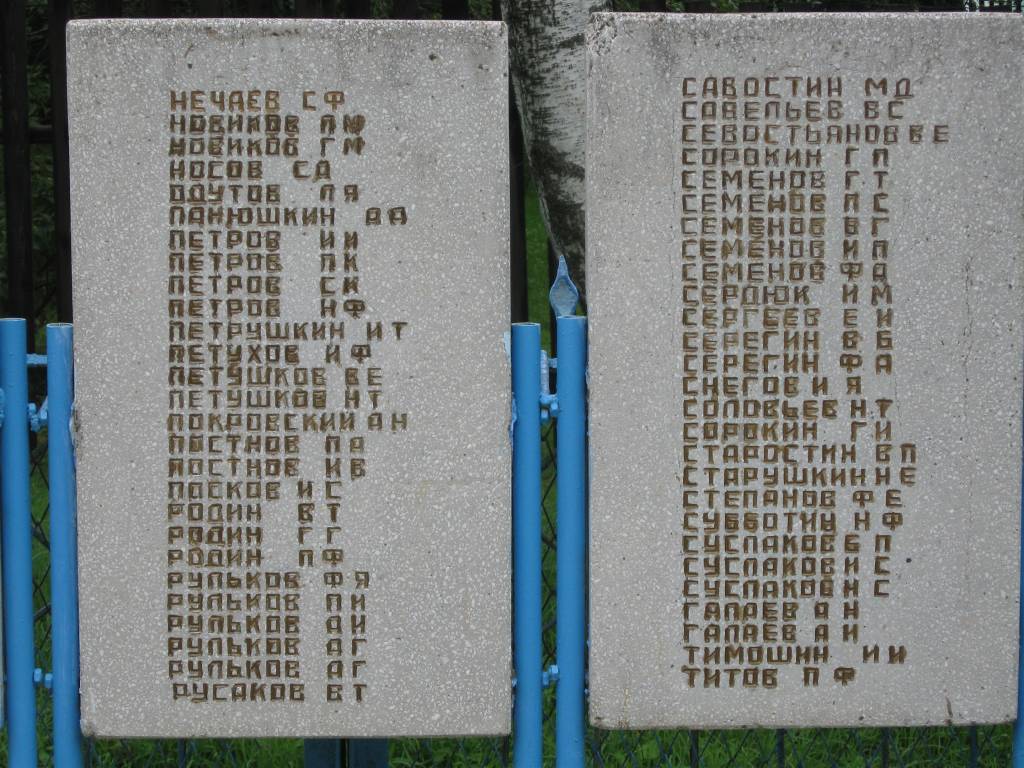 НЕЧАЕВ С Ф
НОВИКОВ П М
НОВИКОВ Г М
НОСОВ С Д
ОДУТОВ П Я
ПАНЮШКИН А А
ПЕТРОВ И И
ПЕТРОВ П К
ПЕТРОВ С К
ПЕТРОВ Н Ф
ПЕТРУШКИН И Т
ПЕТУХОВ И Ф
ПЕТУШКОВ В Е
ПЕТУШКОВ Н Т
ПОКРОВСКИЙ А Н
ПОСТНОВ П А
ПОСТНОВ И В
ПОСКОВ И С
РОДИН В Т
РОДИН Г Г
РОДИН П Ф
РУЛЬКОВ Ф Я
РУЛЬКОВ П И
РУЛЬКОВ А И
РУЛЬКОВ А Г
РУЛЬКОВ А Г
РУСАКОВ В Т
САВОСТИН М Д
САВЕЛЬЕВ В С
СЕВОСТЬЯНОВ В Е
СОРОКИН Г П
СЕМЕНОВ Г Т
СЕМЕНОВ П С
СЕМЕНОВ В Г
СЕМЕНОВ И П
СЕМЕНОВ Ф А
СЕРДЮК И М
СЕРГЕЕВ Е И
СЕРЕГИН В Б
СЕРЕГИН Ф А
СНЕГОВ И Я
СОЛОВЬЕВ Н Т
СОРОКИН Г И
СТАРОСТИН В П
СТАРУШКИН Н Е
СТЕПАНОВ Ф Е
СУББОТИН Н Ф
СУСЛАКОВ Б П
СУСЛАКОВ И С
СУСЛАКОВ Н С
ГАЛАЕВ А Н
ГАЛАЕВ А И
ТИМОШИН И И
ТИТОВ П Ф